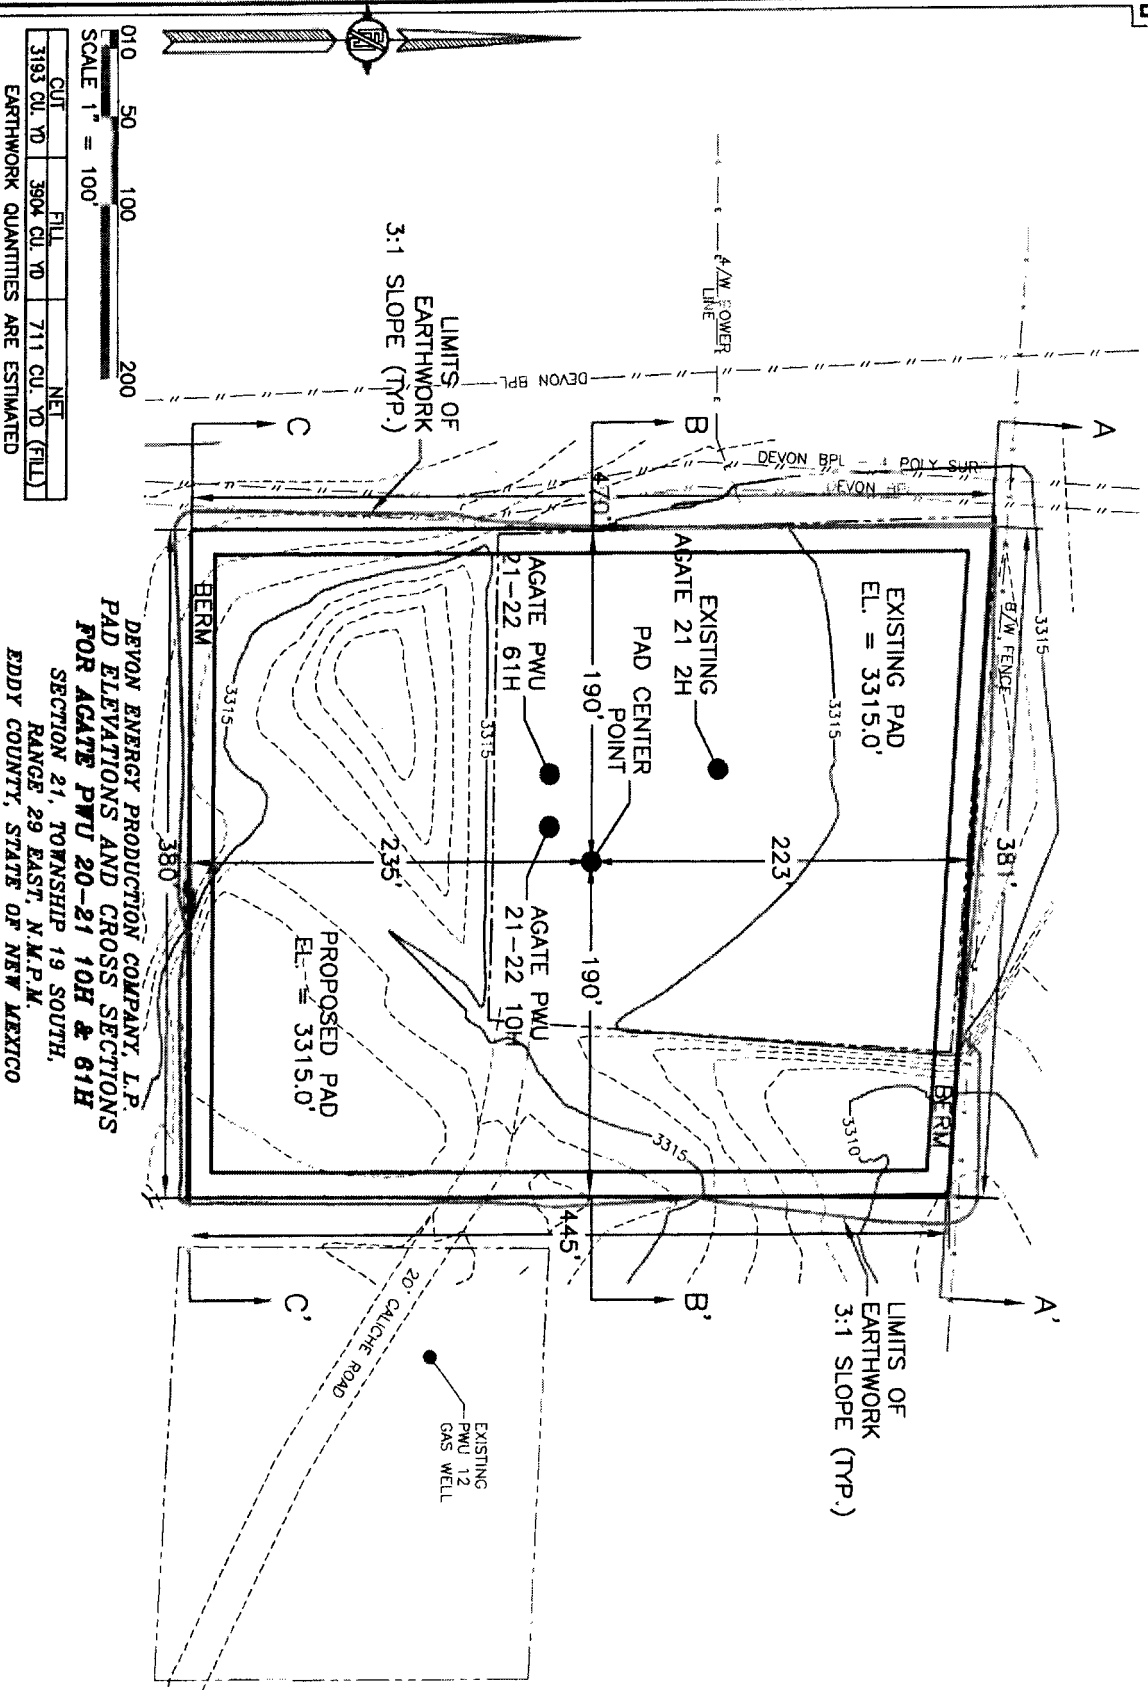 A
A'
B
B'
C
C'
3315
8/W FENCE
381'
BERM
EXISTING PAD
EL. = 3315.0'
3315
223'
3310
LIMITS OF
EARTHWORK
3:1 SLOPE (TYP.)
4/W POWER
LINE
DEVON BPL
DEVON BPL - 4 POLY SUR
EXISTING
AGATE 21 2H
PAD CENTER
POINT
470'
190'
190'
445'
3315
AGATE PWU
21-22 61H
AGATE PWU
21-22 10H
LIMITS OF
EARTHWORK
3:1 SLOPE (TYP.)
3315
235'
PROPOSED PAD
EL. = 3315.0'
3315
BERM
380'
20' CALICHE ROAD
EXISTING
PWU 12
GAS WELL
010 50 100 200
SCALE 1" = 100'
CUT FILL NET
3193 CU. YD 3904 CU. YD 711 CU. YD (FILL)
EARTHWORK QUANTITIES ARE ESTIMATED
DEVON ENERGY PRODUCTION COMPANY, L.P.
PAD ELEVATIONS AND CROSS SECTIONS
FOR AGATE PWU 20-21 10H & 61H
SECTION 21, TOWNSHIP 19 SOUTH,
RANGE 29 EAST, N.M.P.M.
EDDY COUNTY, STATE OF NEW MEXICO